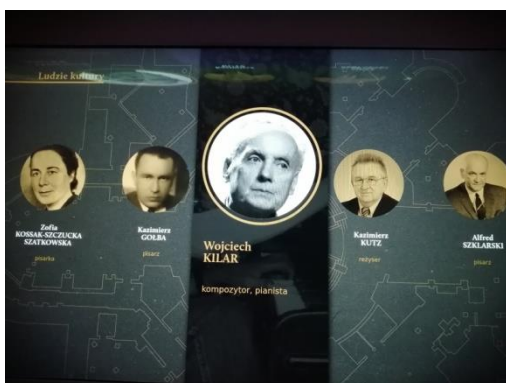 Ludzie kultury
Zofia
KOSSAK-SZCZUCKA
SZATKOWSKA
pisarka
Kazimierz
GOŁBA
pisarz
Wojciech
KILAR
kompozytor, pianista
Kazimierz
KUTZ
reżyser
Alfred
SZKLARSKI
pisarz